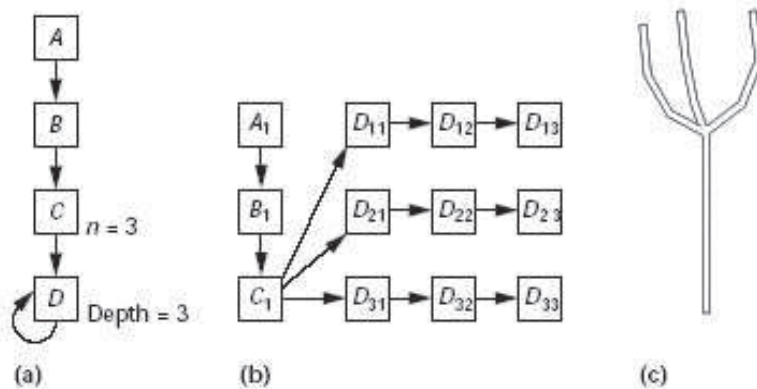 A
B
C
n = 3
D
Depth = 3
(a)
A1
B1
C1
D11 D12 D13
D21 D22 D23
D31 D32 D33
(b)
(c)